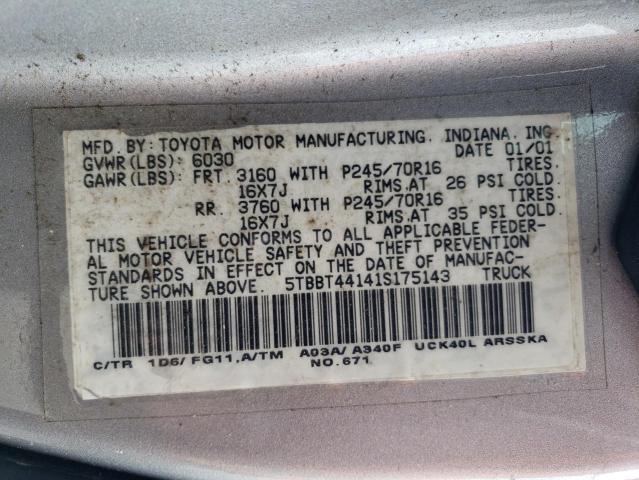 MFD. BY: TOYOTA MOTOR MANUFACTURING. INDIANA. INC.
GVWR(LBS): 6030 DATE 01/01
GAWR(LBS): FRT. 3160 WITH P245/70R16 TIRES.
16X7J RIMS.AT 26 PSI COLD.
RR. 3760 WITH P245/70R16 TIRES.
16X7J RIMS.AT 35 PSI COLD.
THIS VEHICLE CONFORMS TO ALL APPLICABLE FEDER-
AL MOTOR VEHICLE SAFETY AND THEFT PREVENTION
STANDARDS IN EFFECT ON THE DATE OF MANUFAC-
TURE SHOWN ABOVE. 5TBBT44141S175143 TRUCK
C/TR 1D6/ FG11,A/TM A03A/ A340F UCK40L ARSSKA
NO.671